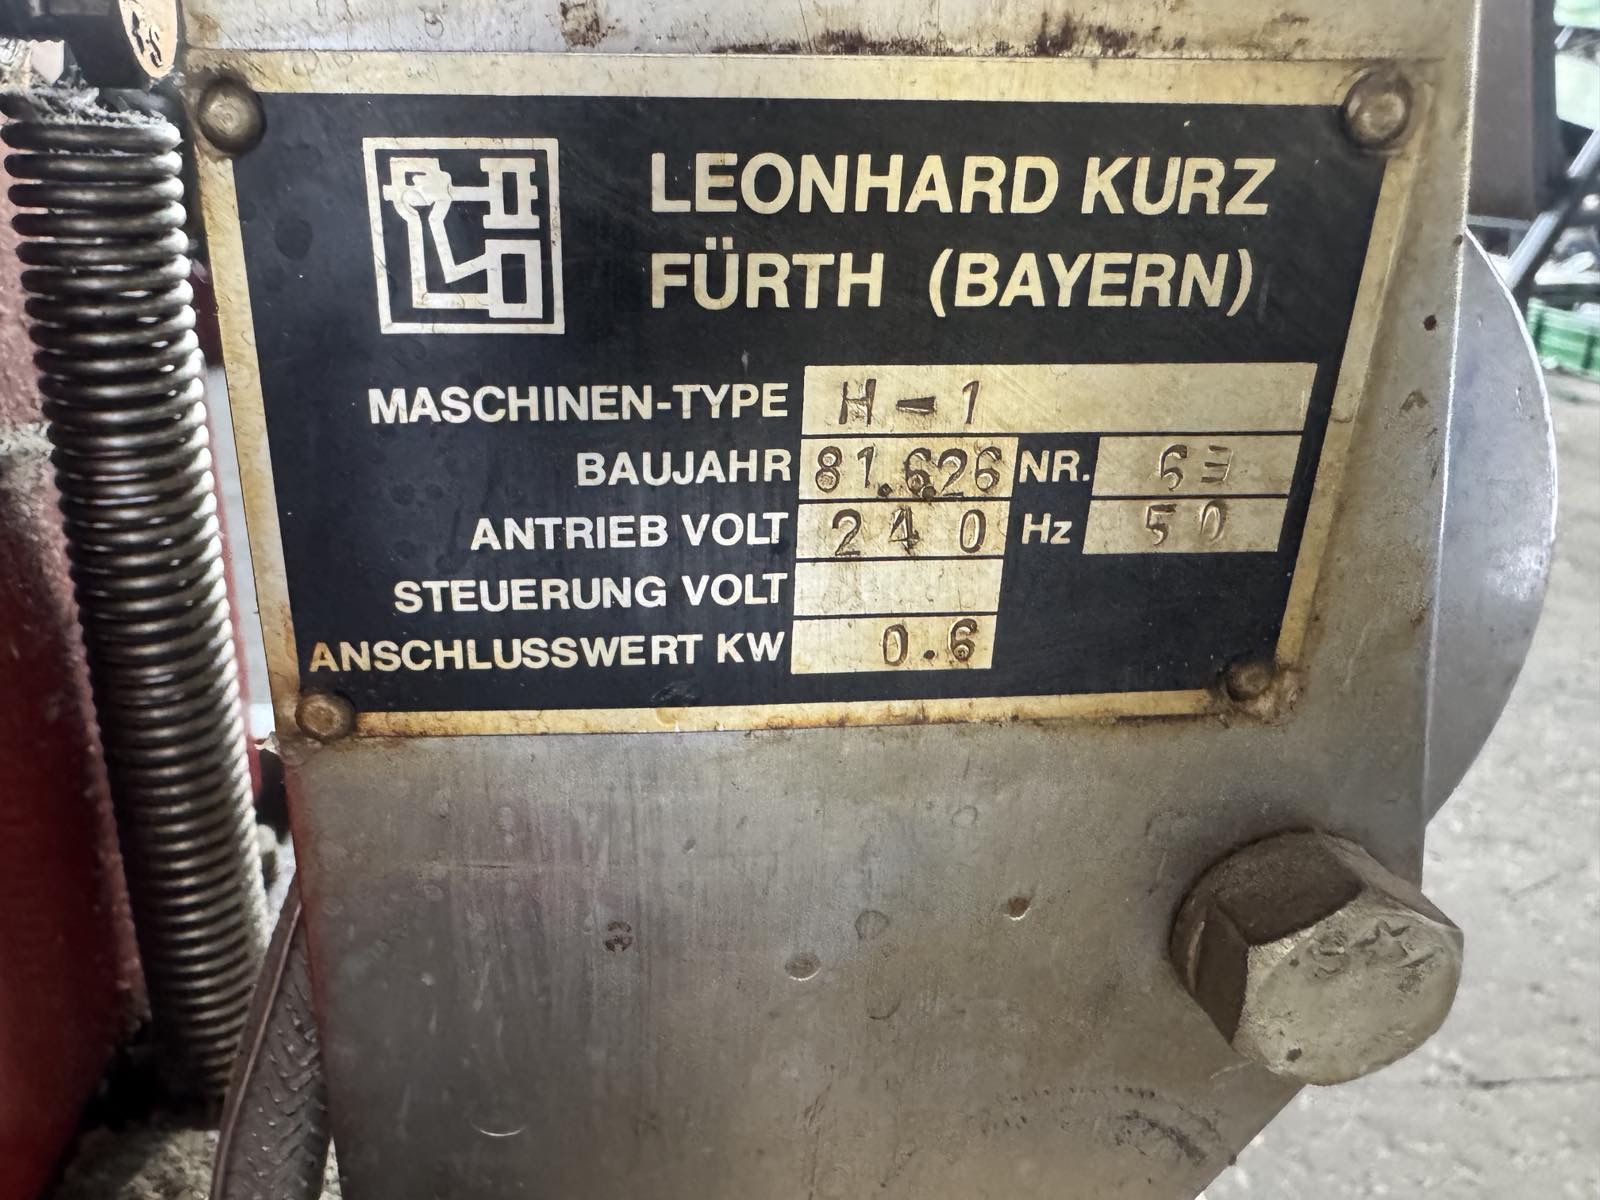 LEONHARD KURZ
FÜRTH (BAYERN)
MASCHINEN-TYPE H-1
BAUJAHR 81.626 NR. 63
ANTRIEB VOLT 240 Hz 50
STEUERUNG VOLT
ANSCHLUSSWERT KW 0.6